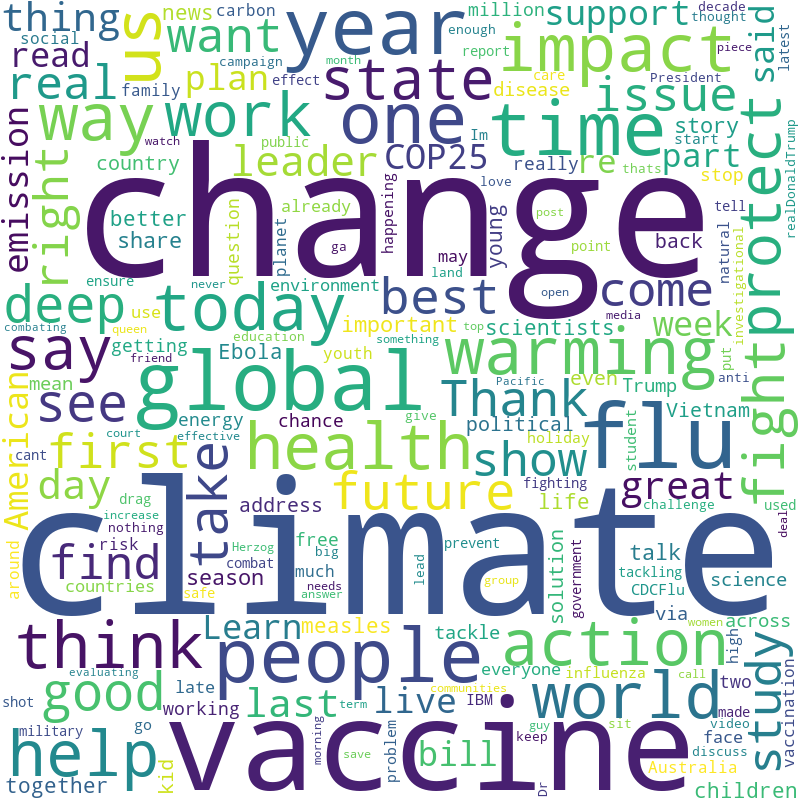 thing
social
news
carbon
million
support
decade
thought
enough
report
said
latest
us
want
year
impact
piece
read
campaign
effect
month
real
family
plan
state
care
disease
President
issue
way
work
one
time
Im
story
start
emission
right
watch
public
country
leader
COP25
really
re
part
thats
stop
protect
realDonaldTrump
change
already
love
tell
better
share
question
planet
ga
happening
post
young
point
back
natural
may
land
investigational
ensure
never
environment
open
deep
today
best
come
combating
use
queen
important
media
top
scientists
week
say
getting
education
something
warming
put
friend
Ebola
youth
mean
global
Pacific
even
Trump
anti
see
Thank
American
energy
chance
give
political
flu
Vietnam
fight
court
cant
effective
first
health
show
holiday
student
day
take
future
fighting
great
life
drag
address
challenge
used
increase
climate
nothing
risk
find
Herzog
free
big
prevent
solution
talk
deal
around
combat
much
season
needs
lead
government
tackling
science
countries
safe
answer
group
CDCFlu
Learn
measles
tackle
via
across
women
think
people
action
high
study
evaluating
everyone
influenza
call
good
late
last
live
communities
IBM
world
two
vaccination
shot
working
term
guy
made
video
military
go
morning
problem
sit
face
help
vaccine
save
bill
keep
discuss
together
kid
Dr
Australia
children